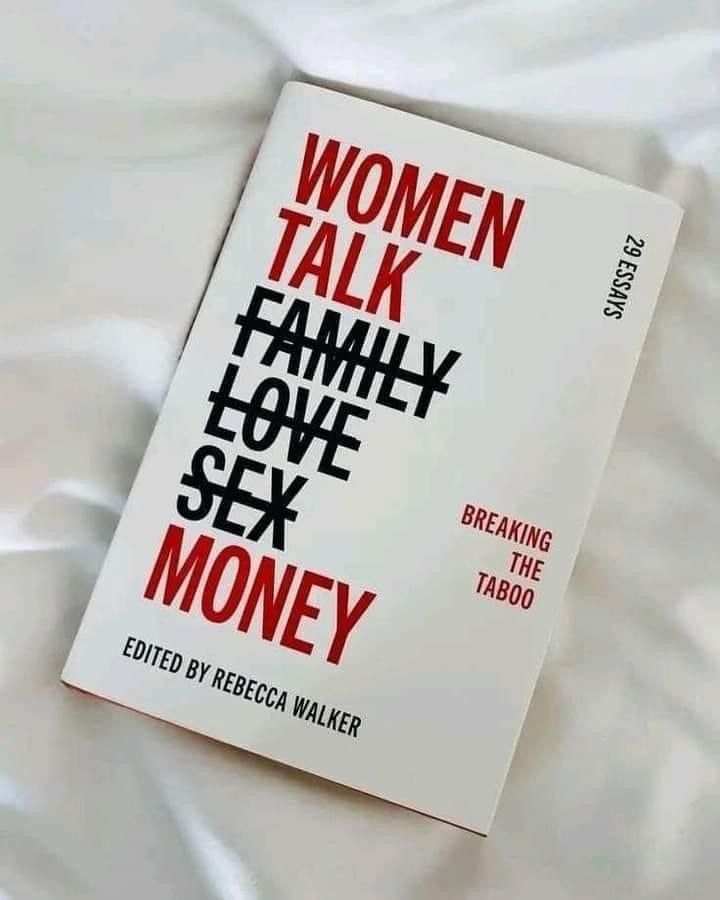 WOMEN
TALK
FAMILY
LOVE
SEX
MONEY
29 ESSAYS
BREAKING
THE
TABOO
EDITED BY REBECCA WALKER